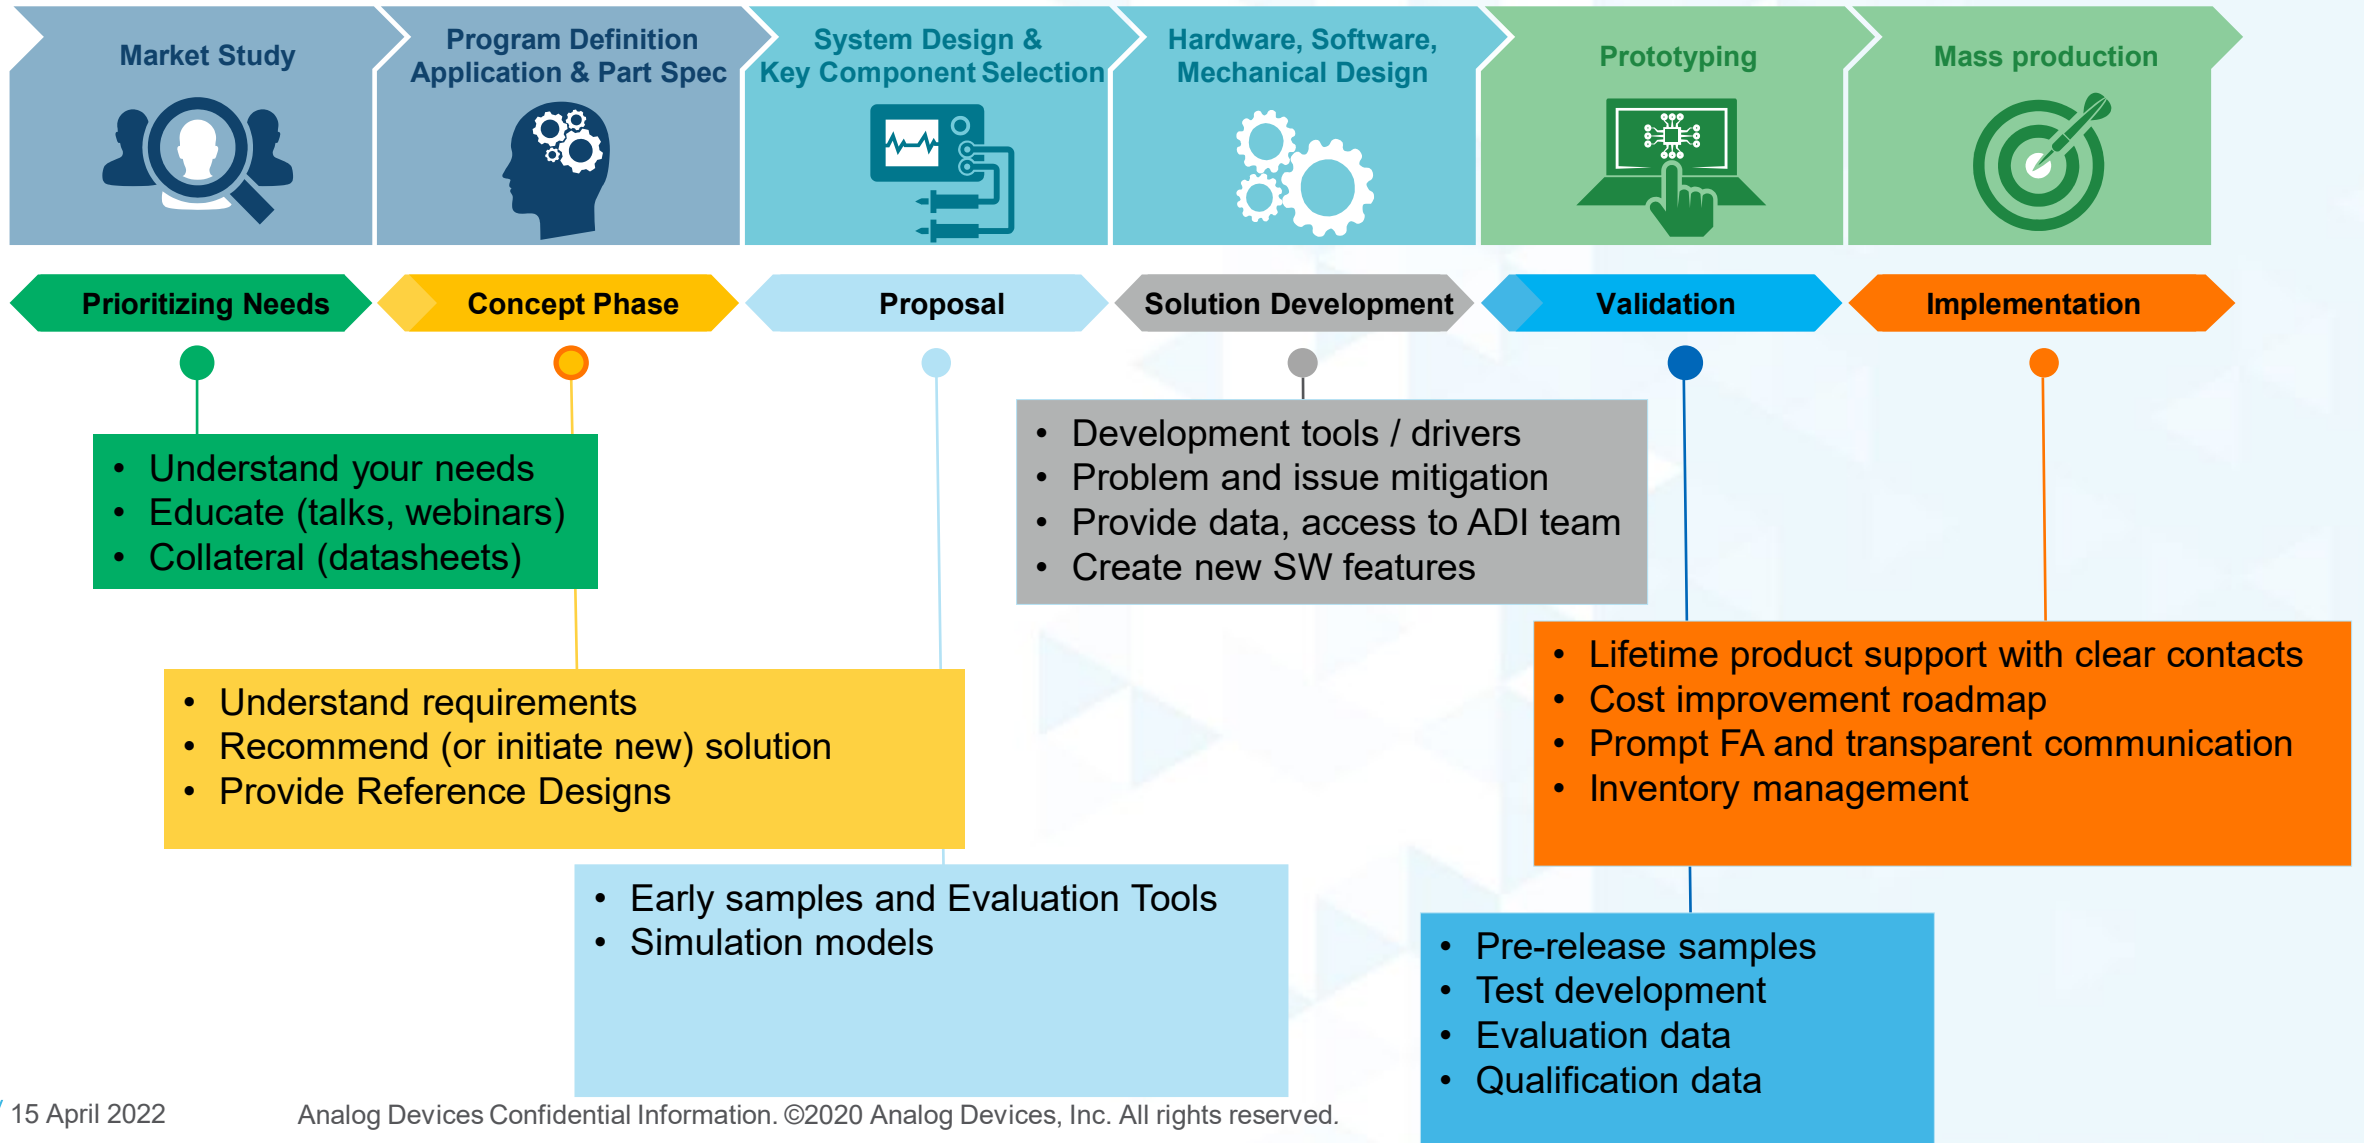 Market Study
Program Definition
Application & Part Spec
System Design &
Key Component Selection
Hardware, Software,
Mechanical Design
Prototyping
Mass production
Prioritizing Needs
Concept Phase
Proposal
Solution Development
Validation
Implementation
• Understand your needs
• Educate (talks, webinars)
• Collateral (datasheets)
• Development tools / drivers
• Problem and issue mitigation
• Provide data, access to ADI team
• Create new SW features
• Understand requirements
• Recommend (or initiate new) solution
• Provide Reference Designs
• Lifetime product support with clear contacts
• Cost improvement roadmap
• Prompt FA and transparent communication
• Inventory management
• Early samples and Evaluation Tools
• Simulation models
• Pre-release samples
• Test development
• Evaluation data
• Qualification data
/ 15 April 2022
Analog Devices Confidential Information. ©2020 Analog Devices, Inc. All rights reserved.